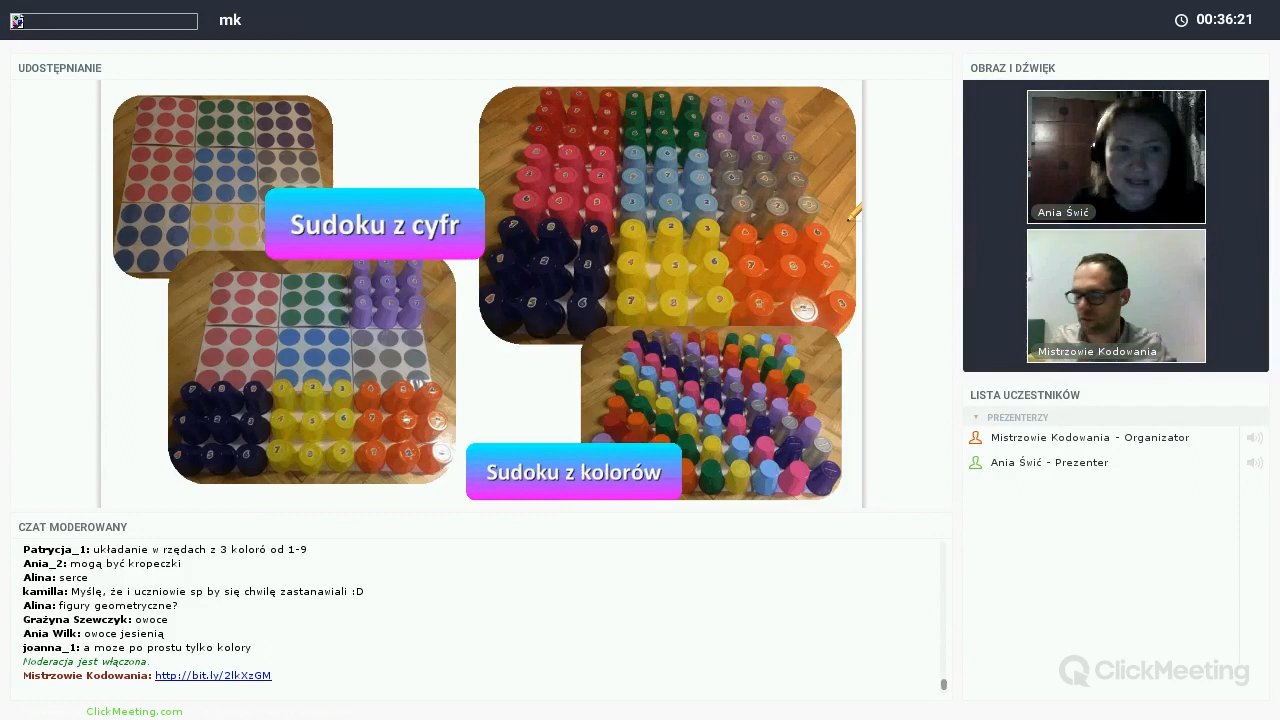 mk
00:36:21
UDOSTĘPNIANIE
OBRAZ I DŹWIĘK
Sudoku z cyfr
Sudoku z kolorów
Ania Świć
Mistrzowie Kodowania
LISTA UCZESTNIKÓW
PREZENTERZY
Mistrzowie Kodowania - Organizator
Ania Świć - Prezenter
CZAT MODEROWANY
Patrycja_1: układanie w rzędach z 3 koloró od 1-9
Ania_2: mogą być kropeczki
Alina: serce
kamilla: Myślę, że i uczniowie sp by się chwilę zastanawiali :D
Alina: figury geometryczne?
Grażyna Szewczyk: owoce
Ania Wilk: owoce jesienią
joanna_1: a moze po prostu tylko kolory
Moderacja jest włączona.
Mistrzowie Kodowania: http://bit.ly/2lkXzGM
ClickMeeting
ClickMeeting.com